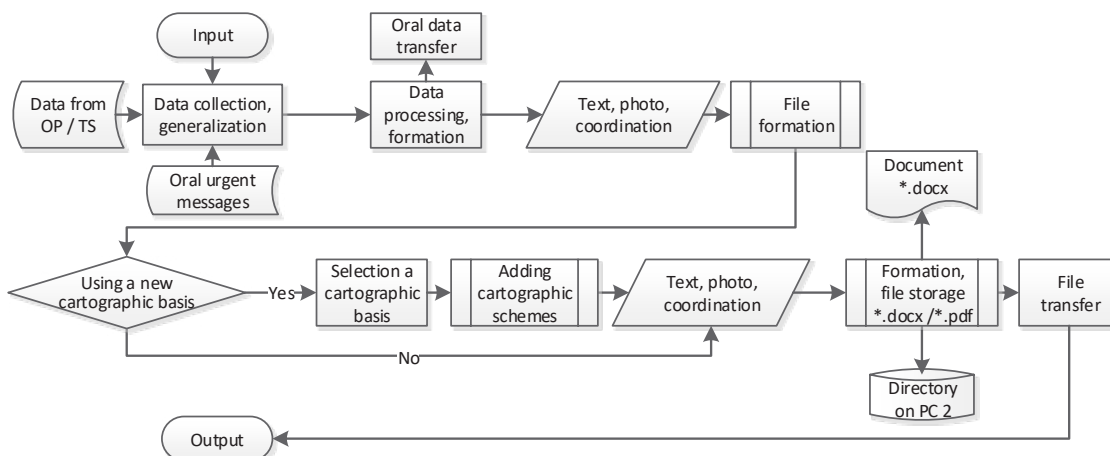 Input
Oral data
transfer
Data from
OP / TS
Data collection,
generalization
Data
processing,
formation
Text, photo,
coordination
File
formation
Oral urgent
messages
Document
*.docx
Using a new
cartographic basis
Yes
Selection a
cartographic
basis
Adding
cartographic
schemes
Text, photo,
coordination
Formation,
file storage
*.docx /*.pdf
File
transfer
No
Directory
on PC 2
Output